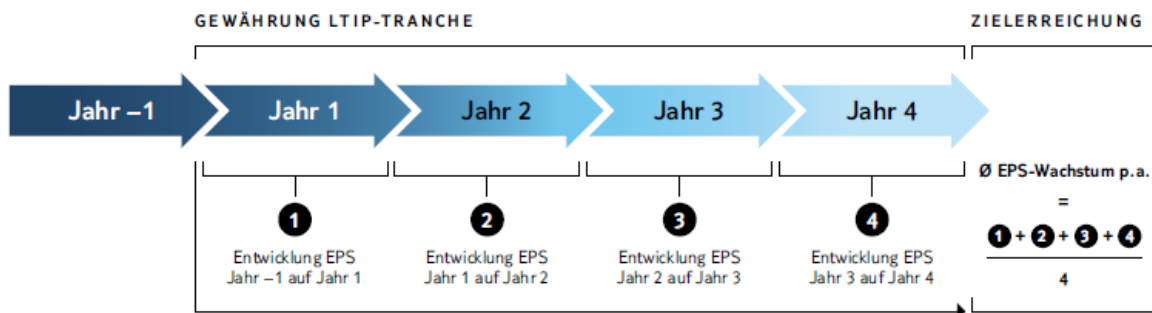 GEWÄHRUNG LTIP-TRANCHE
ZIELERREICHUNG
Jahr –1
Jahr 1
Jahr 2
Jahr 3
Jahr 4
1
Entwicklung EPS
Jahr –1 auf Jahr 1
2
Entwicklung EPS
Jahr 1 auf Jahr 2
3
Entwicklung EPS
Jahr 2 auf Jahr 3
4
Entwicklung EPS
Jahr 3 auf Jahr 4
Ø EPS-Wachstum p.a.
=
1 + 2 + 3 + 4
4